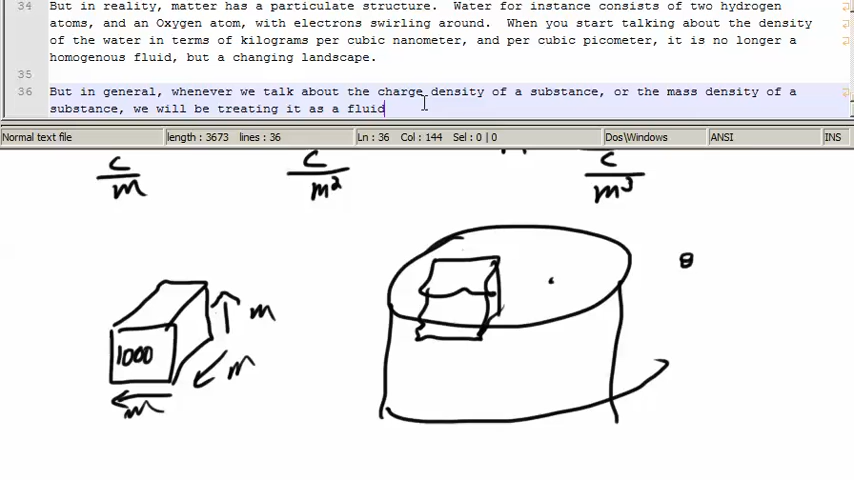 34 But in reality, matter has a particulate structure. Water for instance consists of two hydrogen
atoms, and an Oxygen atom, with electrons swirling around. When you start talking about the density
of the water in terms of kilograms per cubic nanometer, and per cubic picometer, it is no longer a
homogenous fluid, but a changing landscape.
35
36 But in general, whenever we talk about the charge density of a substance, or the mass density of a
substance, we will be treating it as a fluid
Normal text file length : 3673 lines : 36 Ln : 36 Col : 144 Sel : 0 | 0 Dos\Windows ANSI INS
C C C
m m² m³
1000
m
m
m